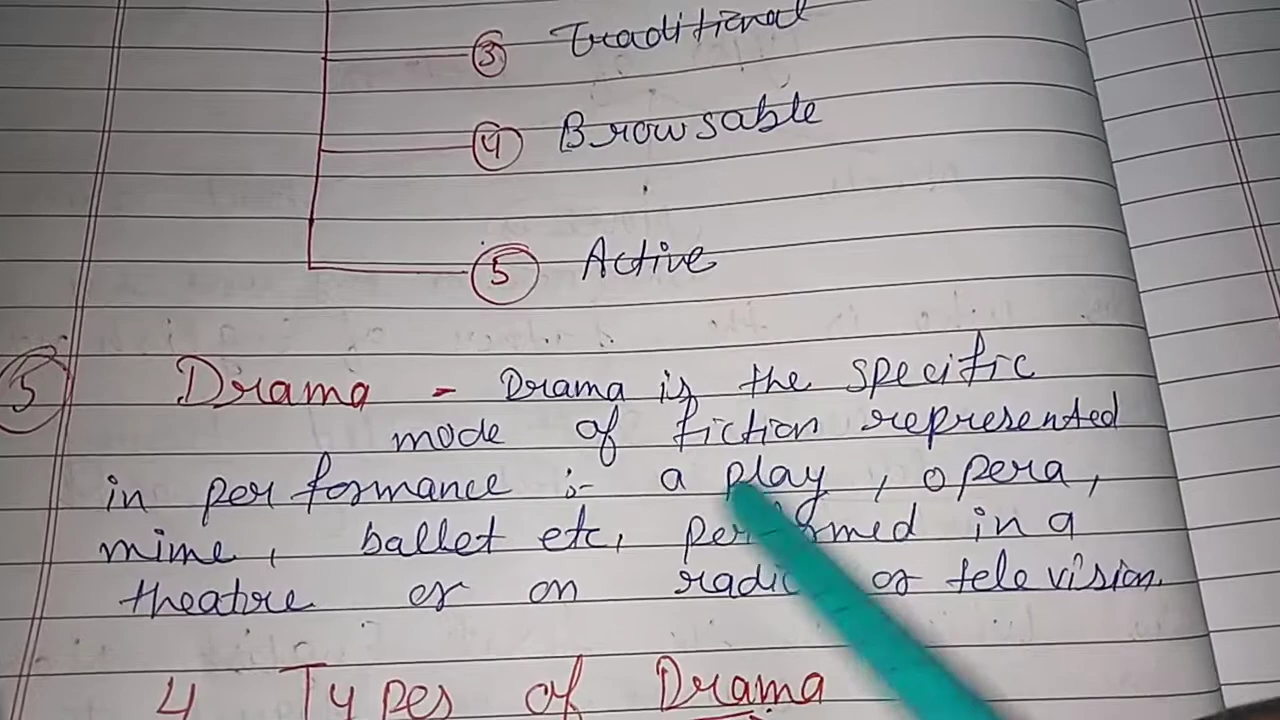 ③ Traditional
④ Browsable
⑤ Active
⑤ Drama - Drama is the specific
mode of fiction represented
in performance :- a play, opera,
mime, ballet etc, performed in a
theatre or on radio or television.
4 Types of Drama